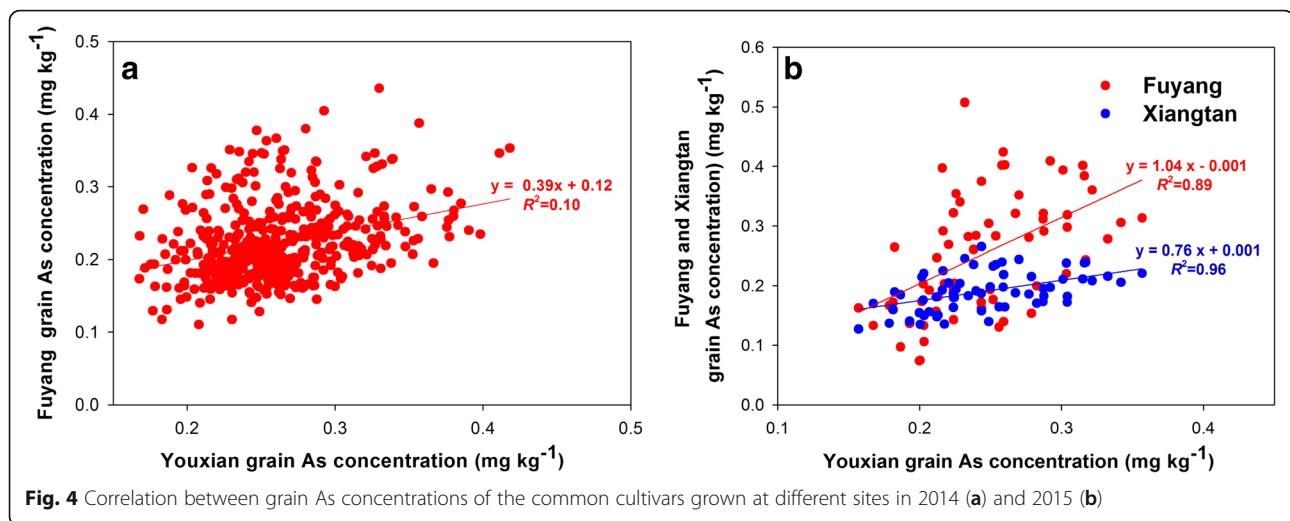 a
Fuyang grain As concentration (mg kg⁻¹)
0.5
0.4
0.3
0.2
0.1
0.0
y = 0.39x + 0.12
R²=0.10
0.2
0.3
0.4
0.5
Youxian grain As concentration (mg kg⁻¹)
b
Fuyang and Xiangtan
grain As concentration) (mg kg⁻¹)
0.6
0.5
0.4
0.3
0.2
0.1
0.0
Fuyang
Xiangtan
y = 1.04 x - 0.001
R²=0.89
y = 0.76 x + 0.001
R²=0.96
0.1
0.2
0.3
0.4
Youxian grain As concentration (mg kg⁻¹)
Fig. 4 Correlation between grain As concentrations of the common cultivars grown at different sites in 2014 (a) and 2015 (b)